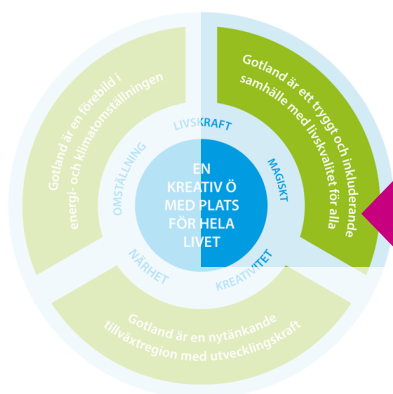 Gotland är en förebild i
energi- och klimatomställningen
Gotland är ett tryggt och inkluderande
samhälle med livskvalitet för alla
LIVSKRAFT
OMSTÄLLNING
MAGISKT
EN
KREATIV Ö
MED PLATS
FÖR HELA
LIVET
NÄRHET
KREATIVITET
Gotland är en nytänkande
tillväxtregion med utvecklingskraft